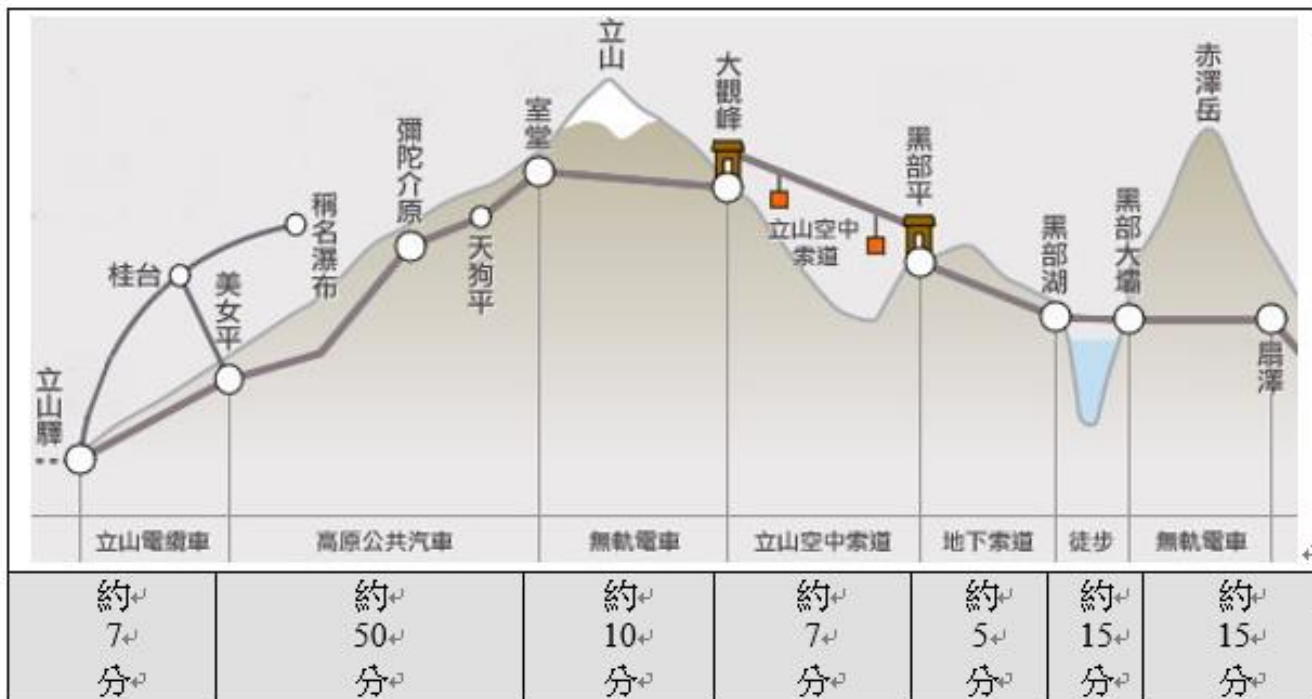 立山
大觀峰
赤澤岳
室堂
黑部平
彌陀介原
稱名瀑布
天狗平
立山空中
索道
黑部湖
黑部大壩
桂台
美女平
立山驛
扇澤
立山電纜車
高原公共汽車
無軌電車
立山空中索道
地下索道
徒步
無軌電車
約
7
分
約
50
分
約
10
分
約
7
分
約
5
分
約
15
分
約
15
分